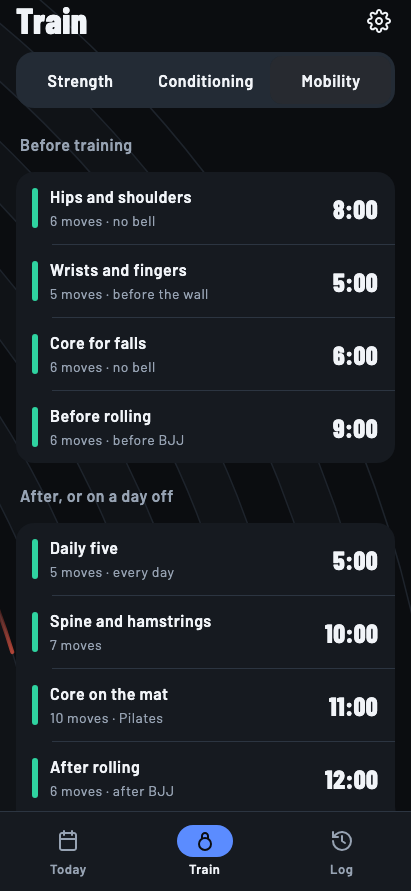 Train
Strength
Conditioning
Mobility
Before training
Hips and shoulders
6 moves · no bell
8:00
Wrists and fingers
5 moves · before the wall
5:00
Core for falls
6 moves · no bell
6:00
Before rolling
6 moves · before BJJ
9:00
After, or on a day off
Daily five
5 moves · every day
5:00
Spine and hamstrings
7 moves
10:00
Core on the mat
10 moves · Pilates
11:00
After rolling
6 moves · after BJJ
12:00
Today
Train
Log